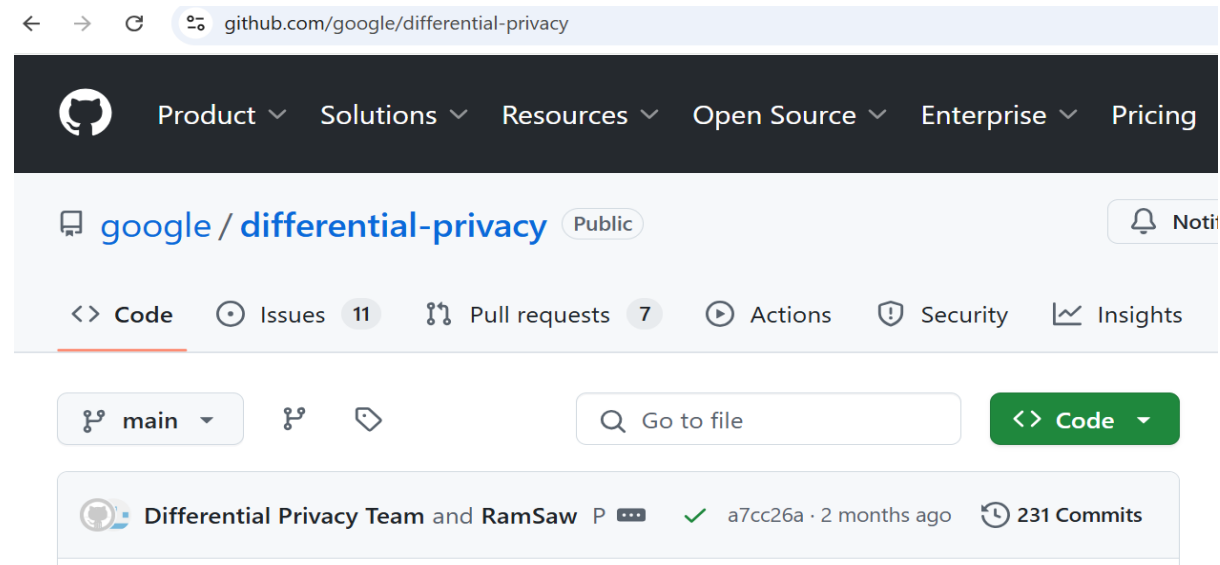 github.com/google/differential-privacy
Product Solutions Resources Open Source Enterprise Pricing
google / differential-privacy Public
Code Issues 11 Pull requests 7 Actions Security Insights
main Go to file Code
Differential Privacy Team and RamSaw P a7cc26a · 2 months ago 231 Commits